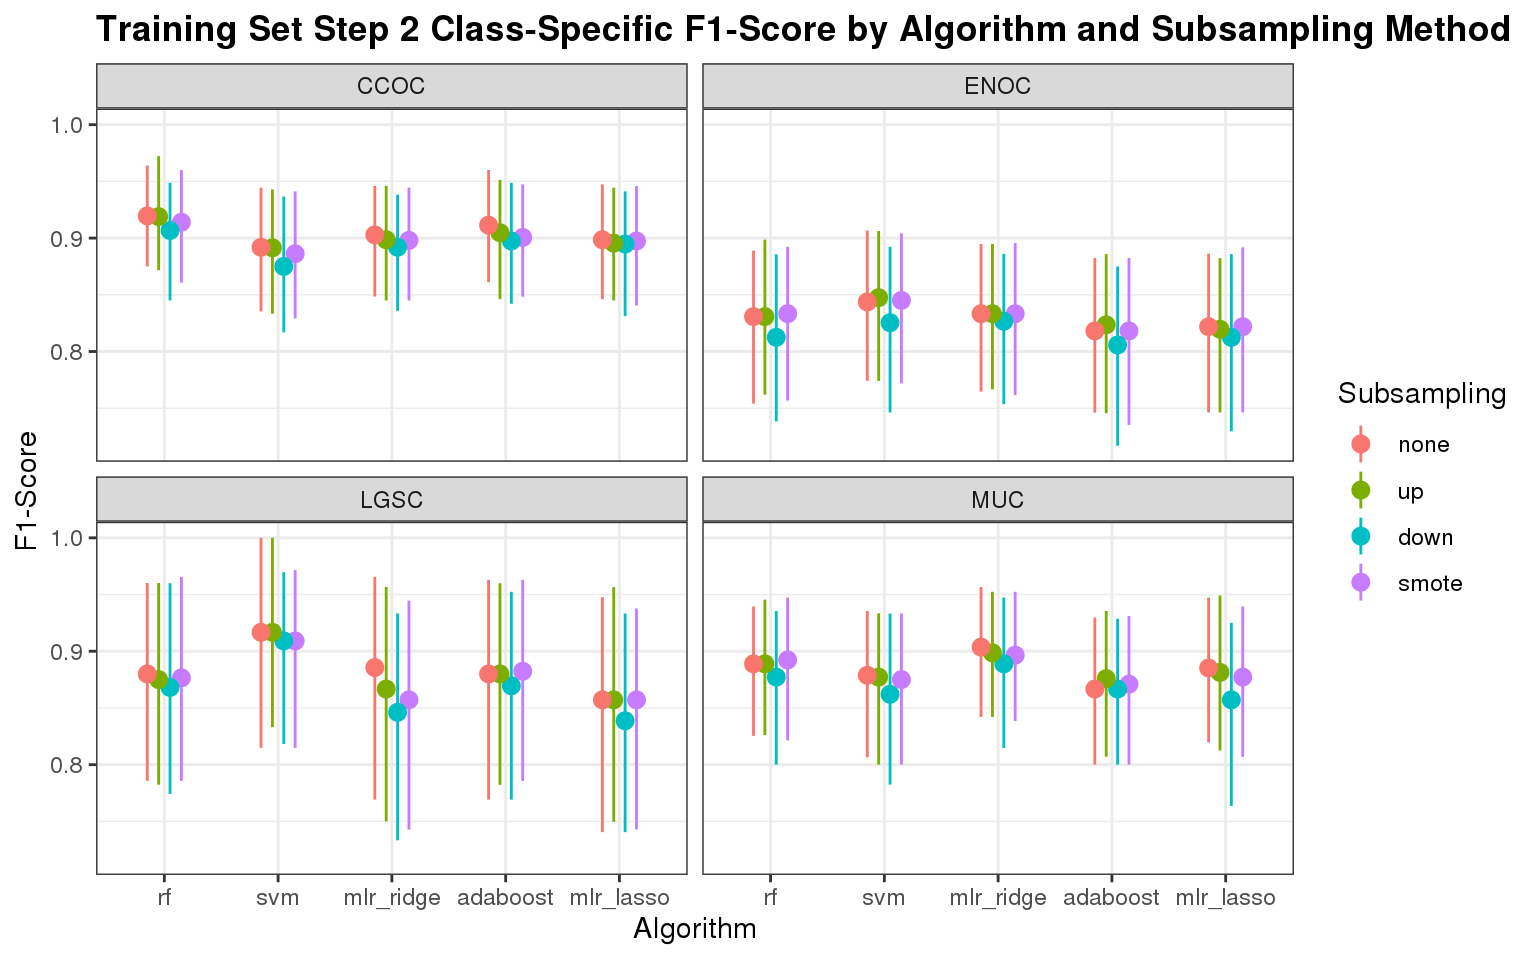 Training Set Step 2 Class-Specific F1-Score by Algorithm and Subsampling Method
CCOC
ENOC
1.0
0.9
0.8
LGSC
MUC
1.0
0.9
0.8
F1-Score
rf svm mlr_ridge adaboost mlr_lasso
rf svm mlr_ridge adaboost mlr_lasso
Algorithm
Subsampling
none
up
down
smote